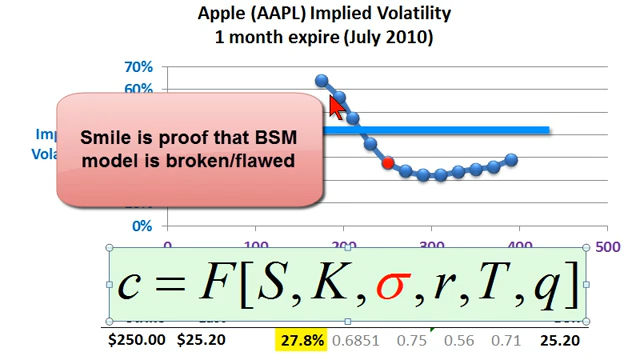 Apple (AAPL) Implied Volatility
1 month expire (July 2010)
70%
60%
Smile is proof that BSM
model is broken/flawed
0%
0
200
300
400
500
c = F[S, K, σ, r, T, q]
$250.00 $25.20 27.8% 0.6851 0.75 0.56 0.71 25.20